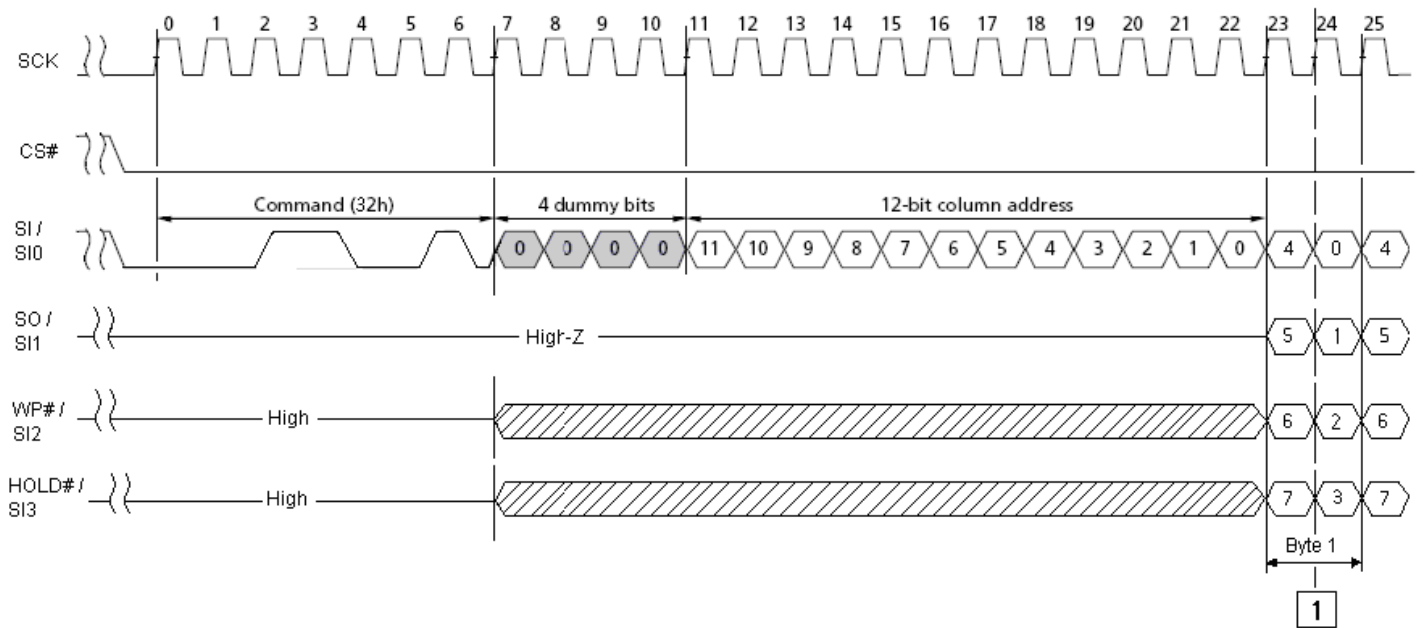 0 1 2 3 4 5 6 7 8 9 10 11 12 13 14 15 16 17 18 19 20 21 22 23 24 25
SCK
CS#
Command (32h) 4 dummy bits 12-bit column address
SI /
SI0
0 0 0 0 11 10 9 8 7 6 5 4 3 2 1 0 4 0 4
SO /
SI1
High-Z
5 1 5
WP# /
SI2
High
6 2 6
HOLD# /
SI3
High
7 3 7
Byte 1
1